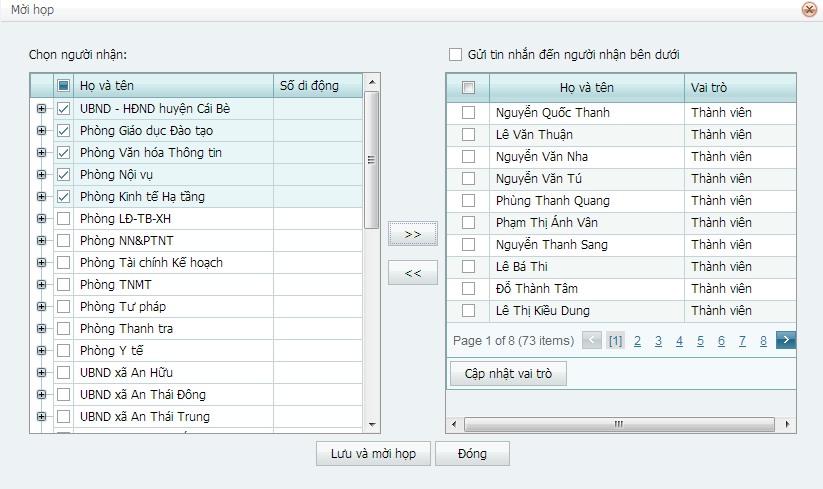 Mời họp
Chọn người nhận:
Họ và tên Số di động
UBND - HĐND huyện Cái Bè
Phòng Giáo dục Đào tạo
Phòng Văn hóa Thông tin
Phòng Nội vụ
Phòng Kinh tế Hạ tầng
Phòng LĐ-TB-XH
Phòng NN&PTNT
Phòng Tài chính Kế hoạch
Phòng TNMT
Phòng Tư pháp
Phòng Thanh tra
Phòng Y tế
UBND xã An Hữu
UBND xã An Thái Đông
UBND xã An Thái Trung
>>
<<
Gửi tin nhắn đến người nhận bên dưới
Họ và tên Vai trò
Nguyễn Quốc Thanh Thành viên
Lê Văn Thuận Thành viên
Nguyễn Văn Nha Thành viên
Nguyễn Văn Tú Thành viên
Phùng Thanh Quang Thành viên
Phạm Thị Ánh Vân Thành viên
Nguyễn Thanh Sang Thành viên
Lê Bá Thi Thành viên
Đỗ Thành Tâm Thành viên
Lê Thị Kiều Dung Thành viên
Page 1 of 8 (73 items) < [1] 2 3 4 5 6 7 8 >
Cập nhật vai trò
Lưu và mời họp Đóng